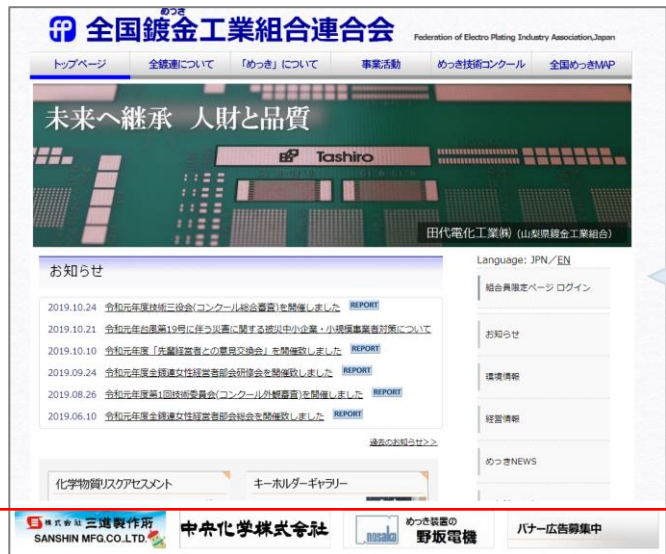 めっき
全国鍍金工業組合連合会
Federation of Electro Plating Industry Association,Japan
トップページ
全鍍連について
「めっき」について
事業活動
めっき技術コンクール
全国めっきMAP
未来へ継承 人財と品質
Tashiro
田代電化工業㈱ (山梨県鍍金工業組合)
お知らせ
2019.10.24 令和元年度技術三役会(コンクール総合審査)を開催しました REPORT
2019.10.21 令和元年台風第19号に伴う災害に関する被災中小企業・小規模事業者対策について
2019.10.10 令和元年度「先輩経営者との意見交換会」を開催致しました REPORT
2019.09.24 令和元年全鍍連女性経営者部会研修会を開催致しました REPORT
2019.08.26 令和元年度第1回技術委員会(コンクール外観審査)を開催しました REPORT
2019.06.10 令和元年度全鍍連女性経営者部会総会を開催致しました REPORT
過去のお知らせ>>
Language: JPN／EN
組合員限定ページ ログイン
お知らせ
環境情報
経営情報
めっきNEWS
化学物質リスクアセスメント
キーホルダーギャラリー
株式会社 三進製作所
SANSHIN MFG.CO.,LTD.
中央化学株式会社
nosaka
めっき装置の
野坂電機
バナー広告募集中